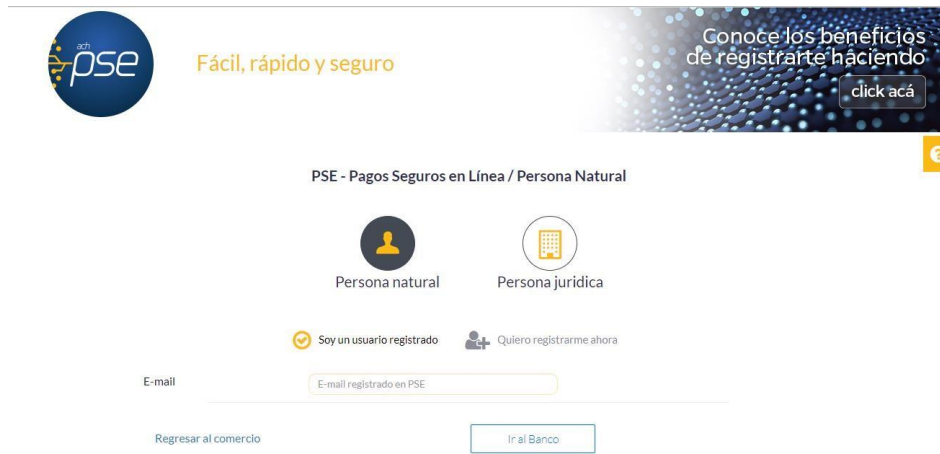 ach
pse
Fácil, rápido y seguro
Conoce los beneficios
de registrarte haciendo
click acá
?
PSE - Pagos Seguros en Línea / Persona Natural
Persona natural
Persona juridica
Soy un usuario registrado
Quiero registrarme ahora
E-mail
E-mail registrado en PSE
Regresar al comercio
Ir al Banco